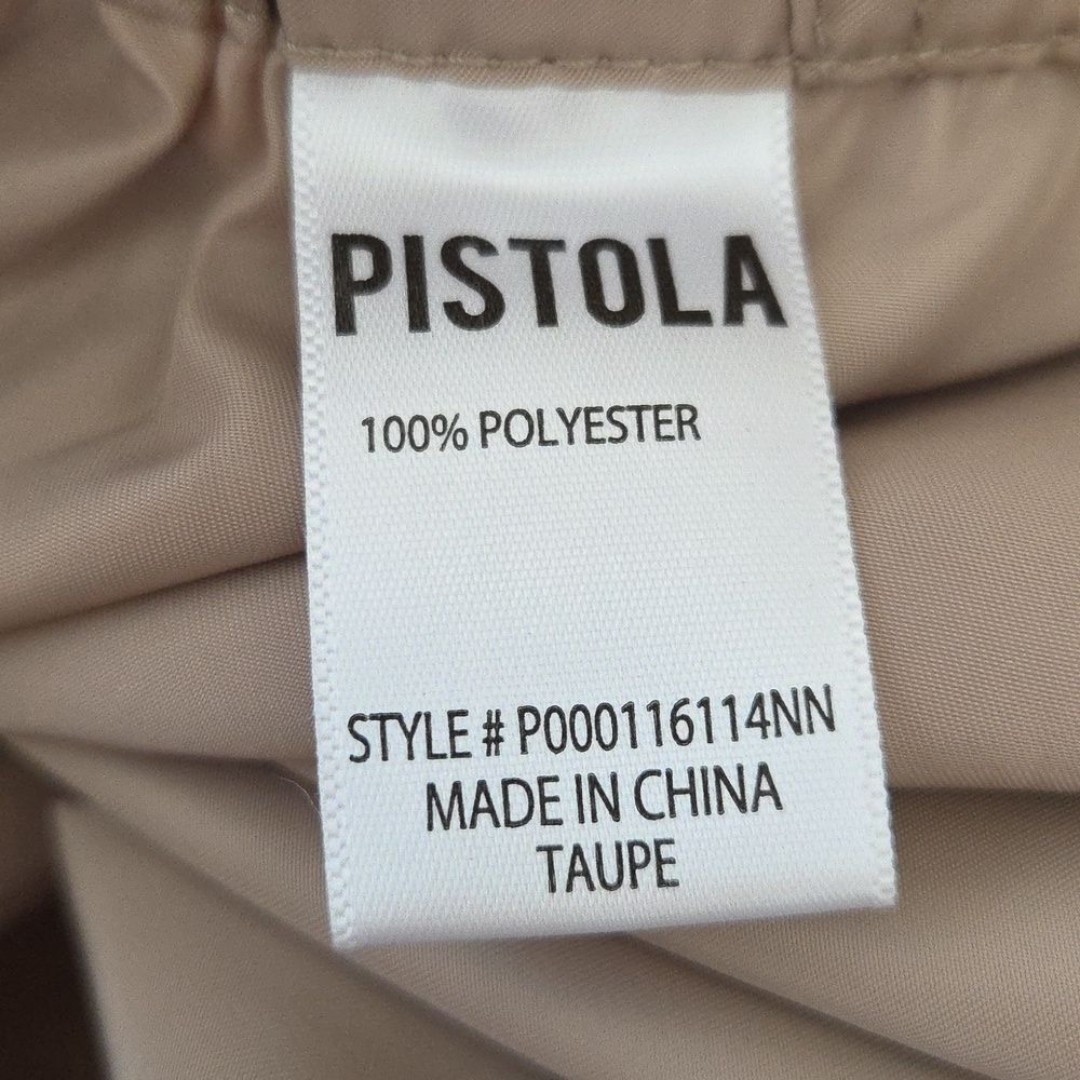 PISTOLA
100% POLYESTER
STYLE # P000116114NN
MADE IN CHINA
TAUPE